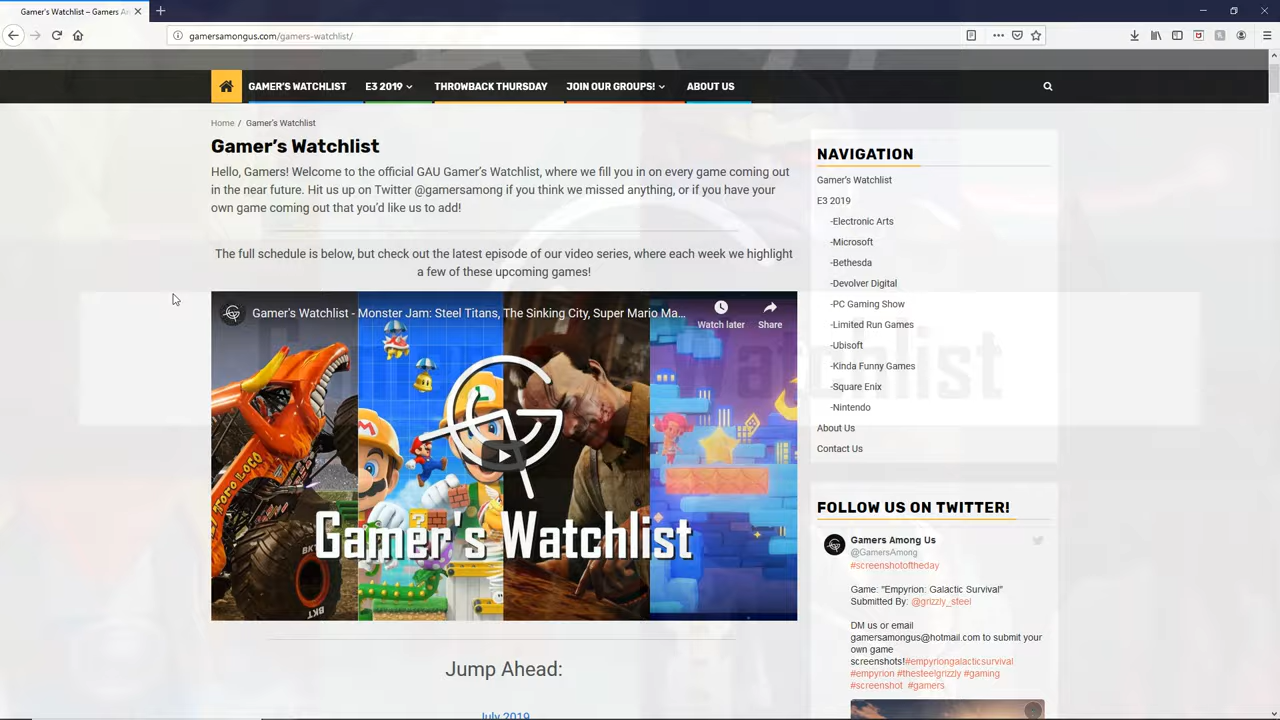 Gamer's Watchlist – Gamers Am
gamersamongus.com/gamers-watchlist/
GAMER'S WATCHLIST
E3 2019
THROWBACK THURSDAY
JOIN OUR GROUPS!
ABOUT US
Home / Gamer's Watchlist
Gamer's Watchlist
Hello, Gamers! Welcome to the official GAU Gamer's Watchlist, where we fill you in on every game coming out
in the near future. Hit us up on Twitter @gamersamong if you think we missed anything, or if you have your
own game coming out that you'd like us to add!
The full schedule is below, but check out the latest episode of our video series, where each week we highlight
a few of these upcoming games!
Gamer's Watchlist - Monster Jam: Steel Titans, The Sinking City, Super Mario Ma...
Watch later
Share
TORO LOCO
BKT
BKT
Gamer's Watchlist
Jump Ahead:
July 2019
NAVIGATION
Gamer's Watchlist
E3 2019
-Electronic Arts
-Microsoft
-Bethesda
-Devolver Digital
-PC Gaming Show
-Limited Run Games
-Ubisoft
-Kinda Funny Games
-Square Enix
-Nintendo
About Us
Contact Us
watchlist
FOLLOW US ON TWITTER!
Gamers Among Us
@GamersAmong
#screenshotoftheday
Game: "Empyrion: Galactic Survival"
Submitted By: @grizzly_steel
DM us or email
gamersamongus@hotmail.com to submit your
own game
screenshots!#empyriongalacticsurvival
#empyrion #thesteelgrizzly #gaming
#screenshot #gamers